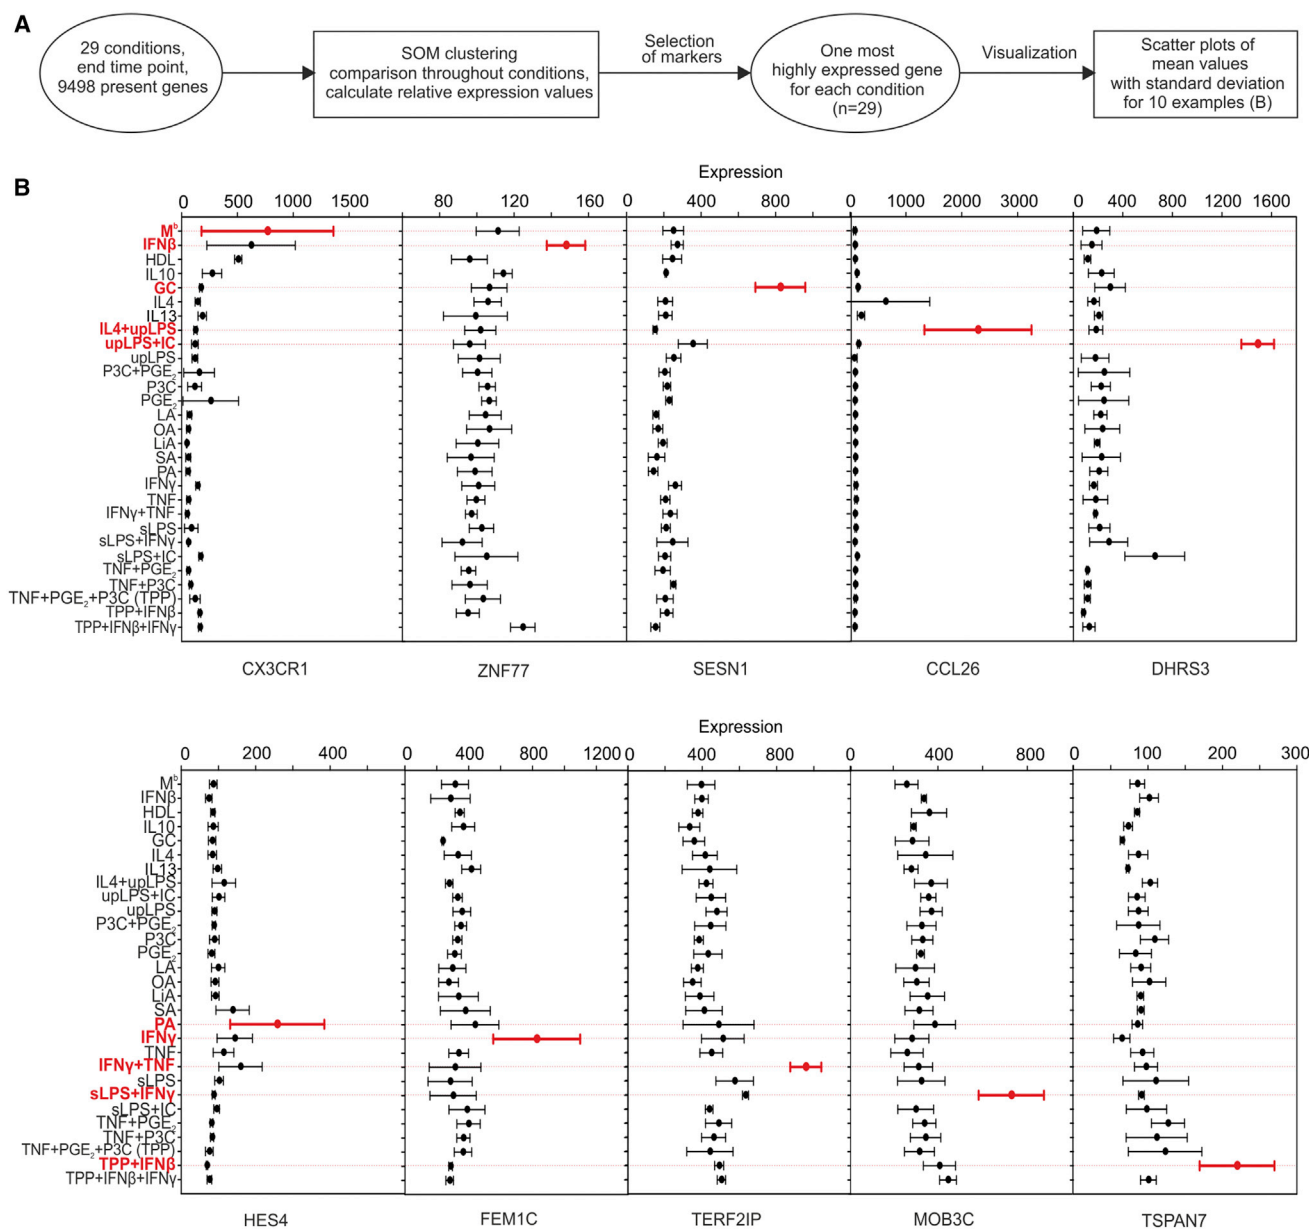 A
29 conditions,
end time point,
9498 present genes
SOM clustering
comparison throughout conditions,
calculate relative expression values
Selection
of markers
One most
highly expressed gene
for each condition
(n=29)
Visualization
Scatter plots of
mean values
with standard deviation
for 10 examples (B)
B
Expression
0 500 1000 1500 80 120 160 0 400 800 0 1000 2000 3000 0 400 800 1200 1600
Mᵇ
IFNβ
HDL
IL10
GC
IL4
IL13
IL4+upLPS
upLPS+IC
upLPS
P3C+PGE₂
P3C
PGE₂
LA
OA
LiA
SA
PA
IFNγ
TNF
IFNγ+TNF
sLPS
sLPS+IFNγ
sLPS+IC
TNF+PGE₂
TNF+P3C
TNF+PGE₂+P3C (TPP)
TPP+IFNβ
TPP+IFNβ+IFNγ
CX3CR1 ZNF77 SESN1 CCL26 DHRS3
Expression
0 200 400 0 400 800 1200 0 400 800 0 400 800 0 100 200 300
Mᵇ
IFNβ
HDL
IL10
GC
IL4
IL13
IL4+upLPS
upLPS+IC
upLPS
P3C+PGE₂
P3C
PGE₂
LA
OA
LiA
SA
PA
IFNγ
TNF
IFNγ+TNF
sLPS
sLPS+IFNγ
sLPS+IC
TNF+PGE₂
TNF+P3C
TNF+PGE₂+P3C (TPP)
TPP+IFNβ
TPP+IFNβ+IFNγ
HES4 FEM1C TERF2IP MOB3C TSPAN7